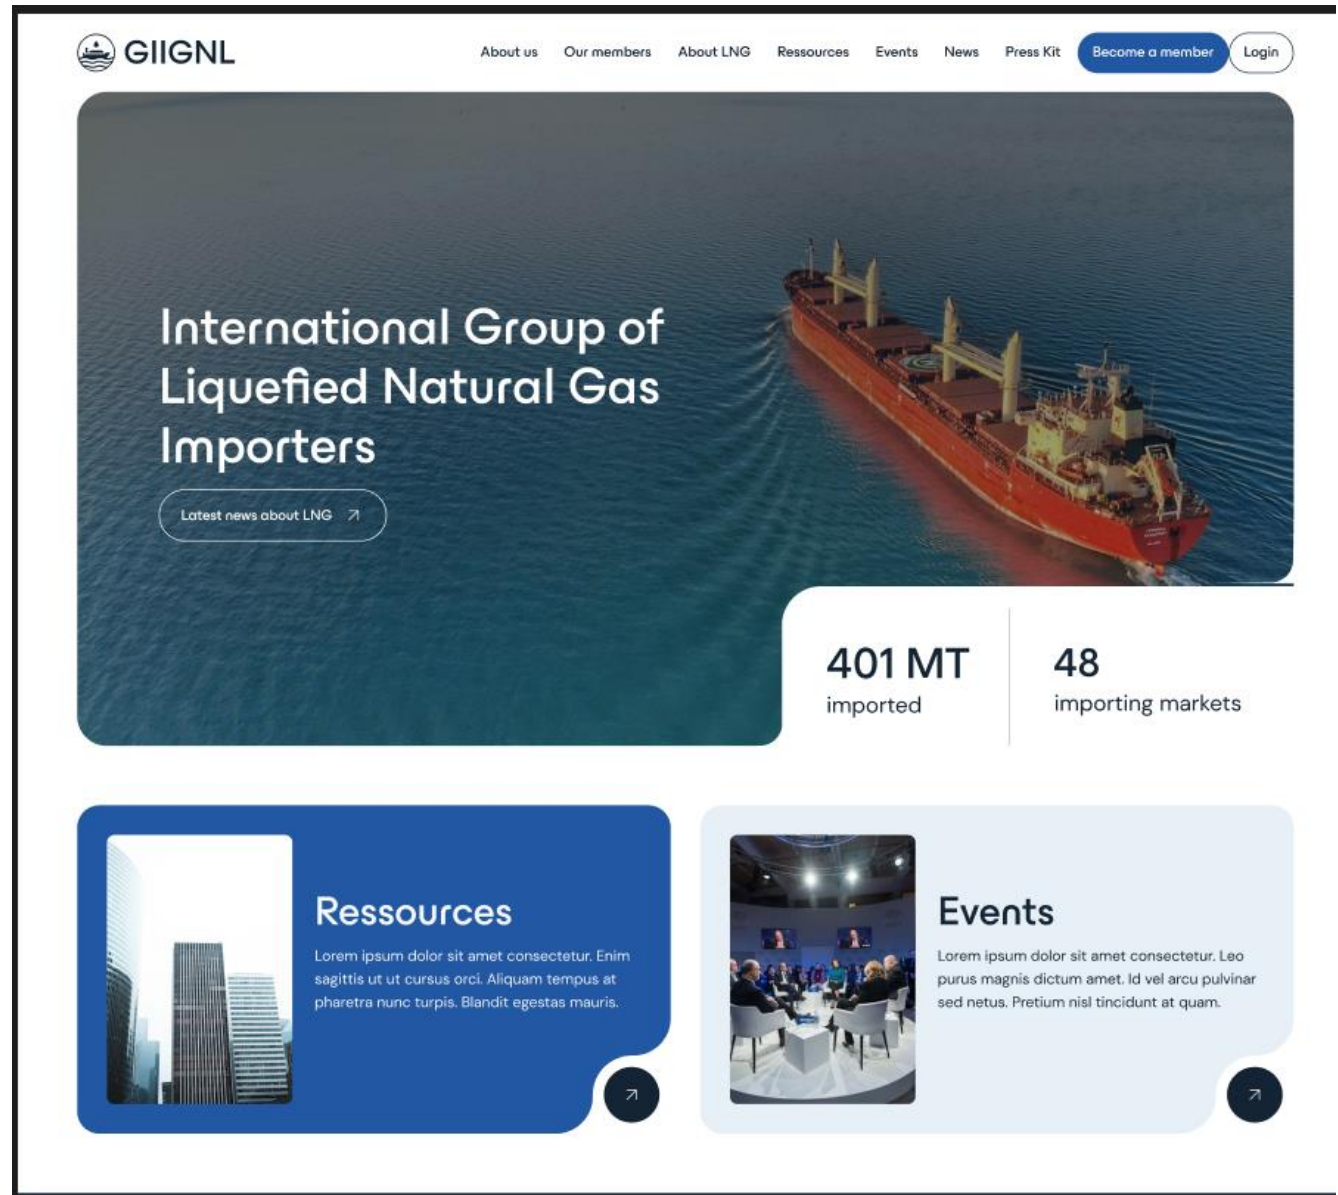 GIIGNL
About us Our members About LNG Ressources Events News Press Kit Become a member Login
International Group of
Liquefied Natural Gas
Importers
Latest news about LNG
401 MT
imported
48
importing markets
Ressources
Lorem ipsum dolor sit amet consectetur. Enim
sagittis ut ut cursus orci. Aliquam tempus at
pharetra nunc turpis. Blandit egestas mauris.
Events
Lorem ipsum dolor sit amet consectetur. Leo
purus magnis dictum amet. Id vel arcu pulvinar
sed netus. Pretium nisl tincidunt at quam.